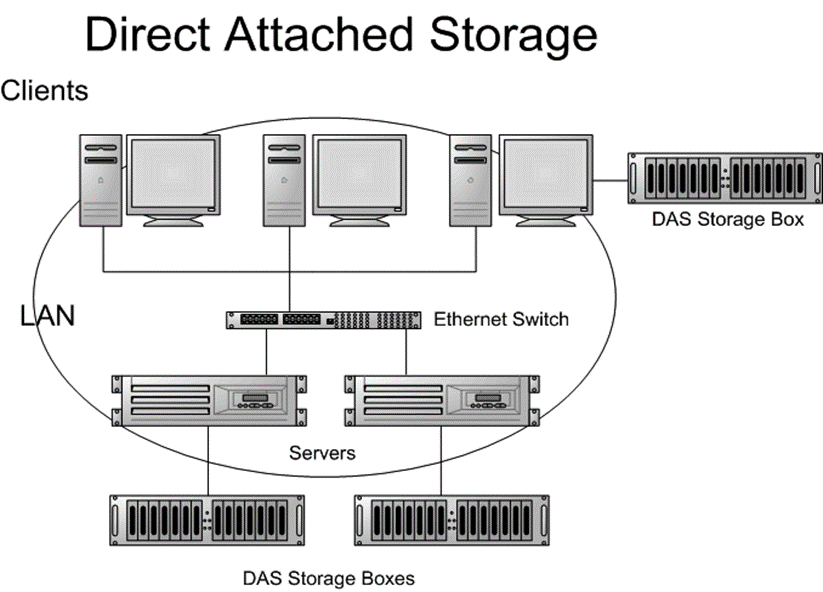 Direct Attached Storage
Clients
DAS Storage Box
LAN
Ethernet Switch
Servers
DAS Storage Boxes